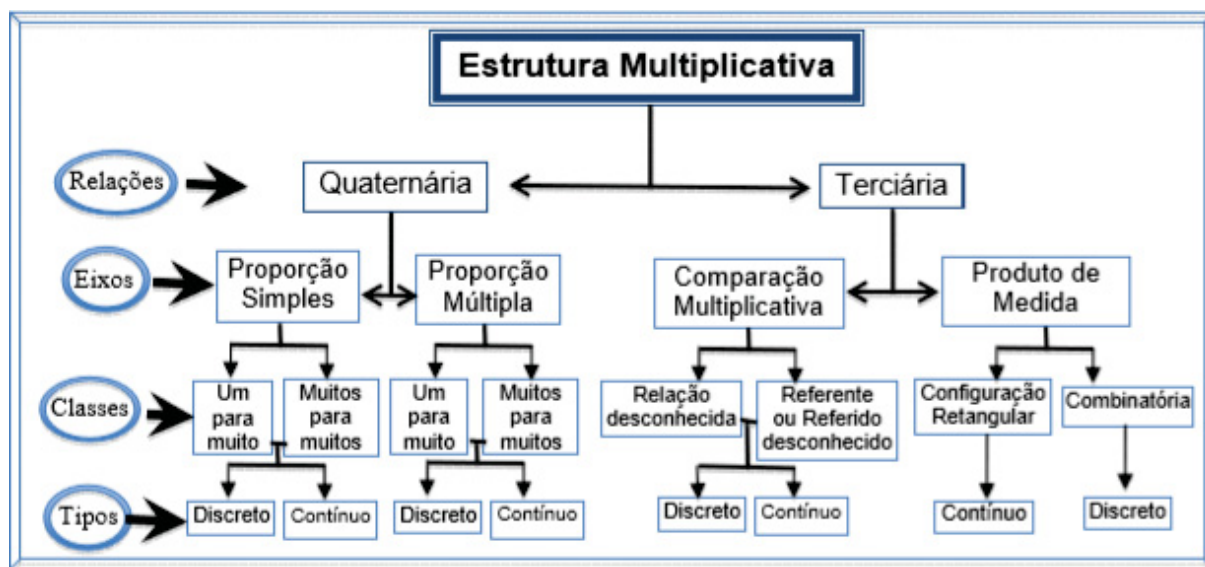 Estrutura Multiplicativa
Relações
Quaternária
Terciária
Eixos
Proporção
Simples
Proporção
Múltipla
Comparação
Multiplicativa
Produto de
Medida
Classes
Um
para
muito
Muitos
para
muitos
Um
para
muito
Muitos
para
muitos
Relação
desconhecida
Referente
ou Referido
desconhecido
Configuração
Retangular
Combinatória
Tipos
Discreto
Contínuo
Discreto
Contínuo
Discreto
Contínuo
Contínuo
Discreto